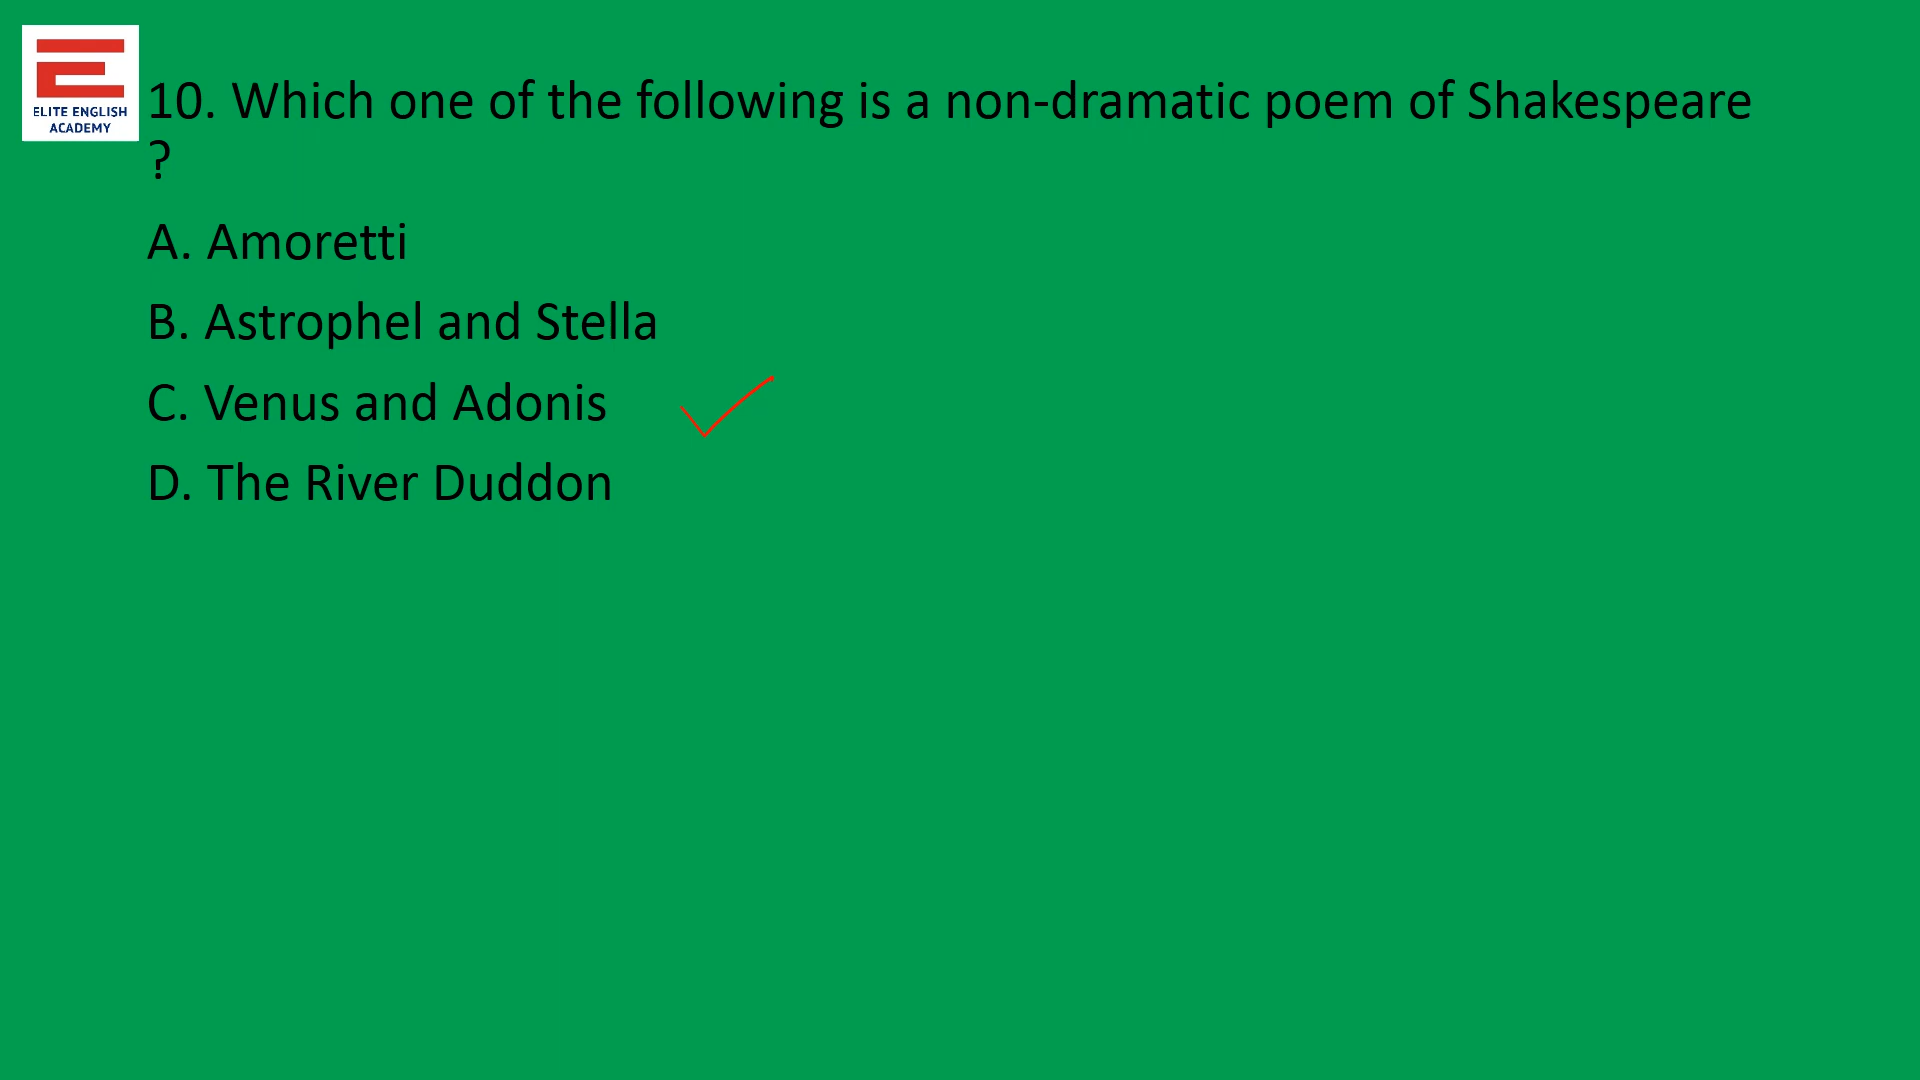 ELITE ENGLISH
ACADEMY
10. Which one of the following is a non-dramatic poem of Shakespeare
?
A. Amoretti
B. Astrophel and Stella
C. Venus and Adonis
D. The River Duddon